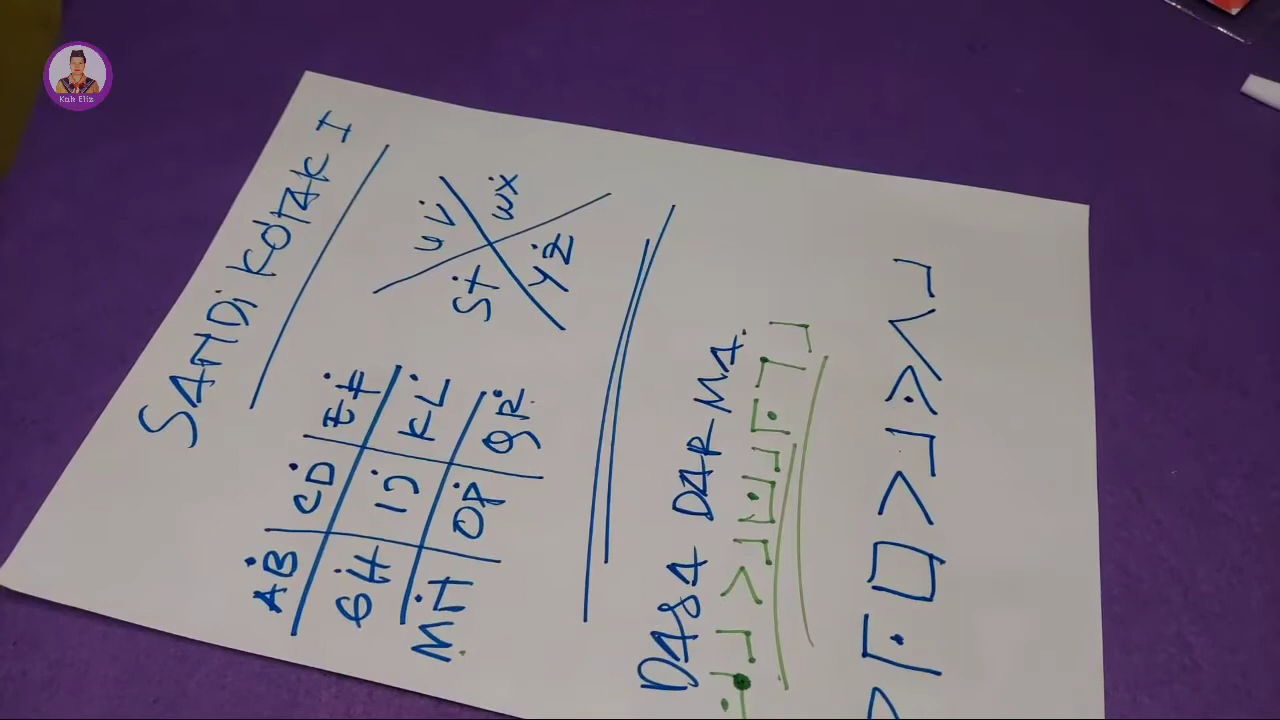 Kak Eliz
SANDi KOTAK I
AB CD EF
GH IJ KL
MN OP QR
UV WX
ST YZ
DASA DARMA.